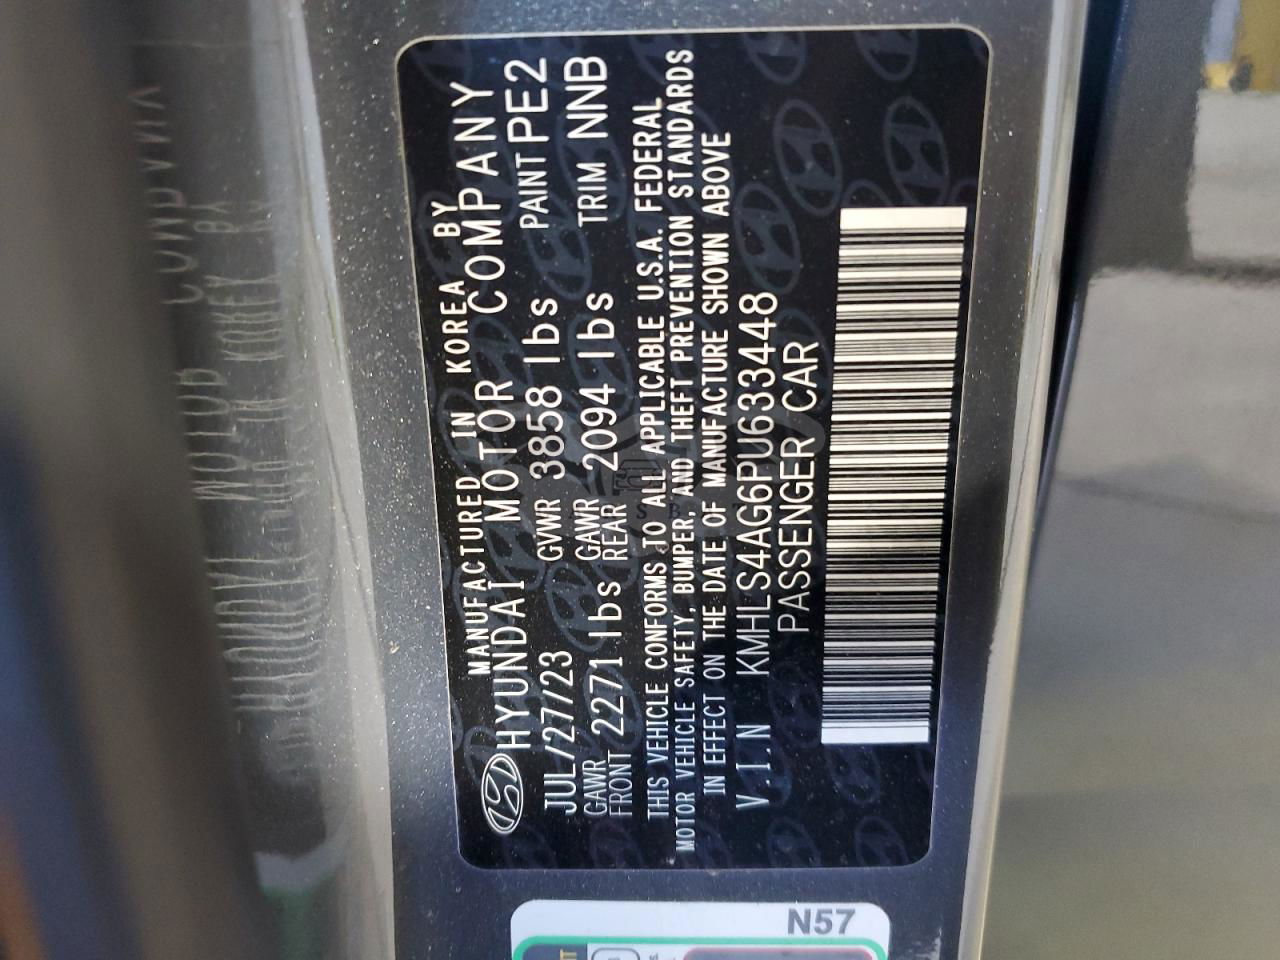 MANUFACTURED IN KOREA BY
HYUNDAI MOTOR COMPANY
JUL/27/23 GVWR 3858 lbs PAINT PE2
GAWR FRONT 2271 lbs GAWR REAR 2094 lbs TRIM NNB
THIS VEHICLE CONFORMS TO ALL APPLICABLE U.S.A. FEDERAL
MOTOR VEHICLE SAFETY, BUMPER, AND THEFT PREVENTION STANDARDS
IN EFFECT ON THE DATE OF MANUFACTURE SHOWN ABOVE
V.I.N KMHLS4AG6PU633448
PASSENGER CAR
N57